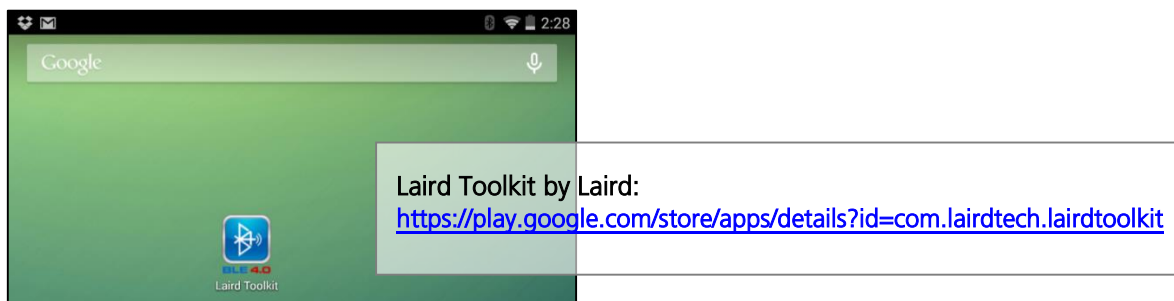 2:28
Google
Laird Toolkit by Laird:
https://play.google.com/store/apps/details?id=com.lairdtech.lairdtoolkit
BLE 4.0
Laird Toolkit